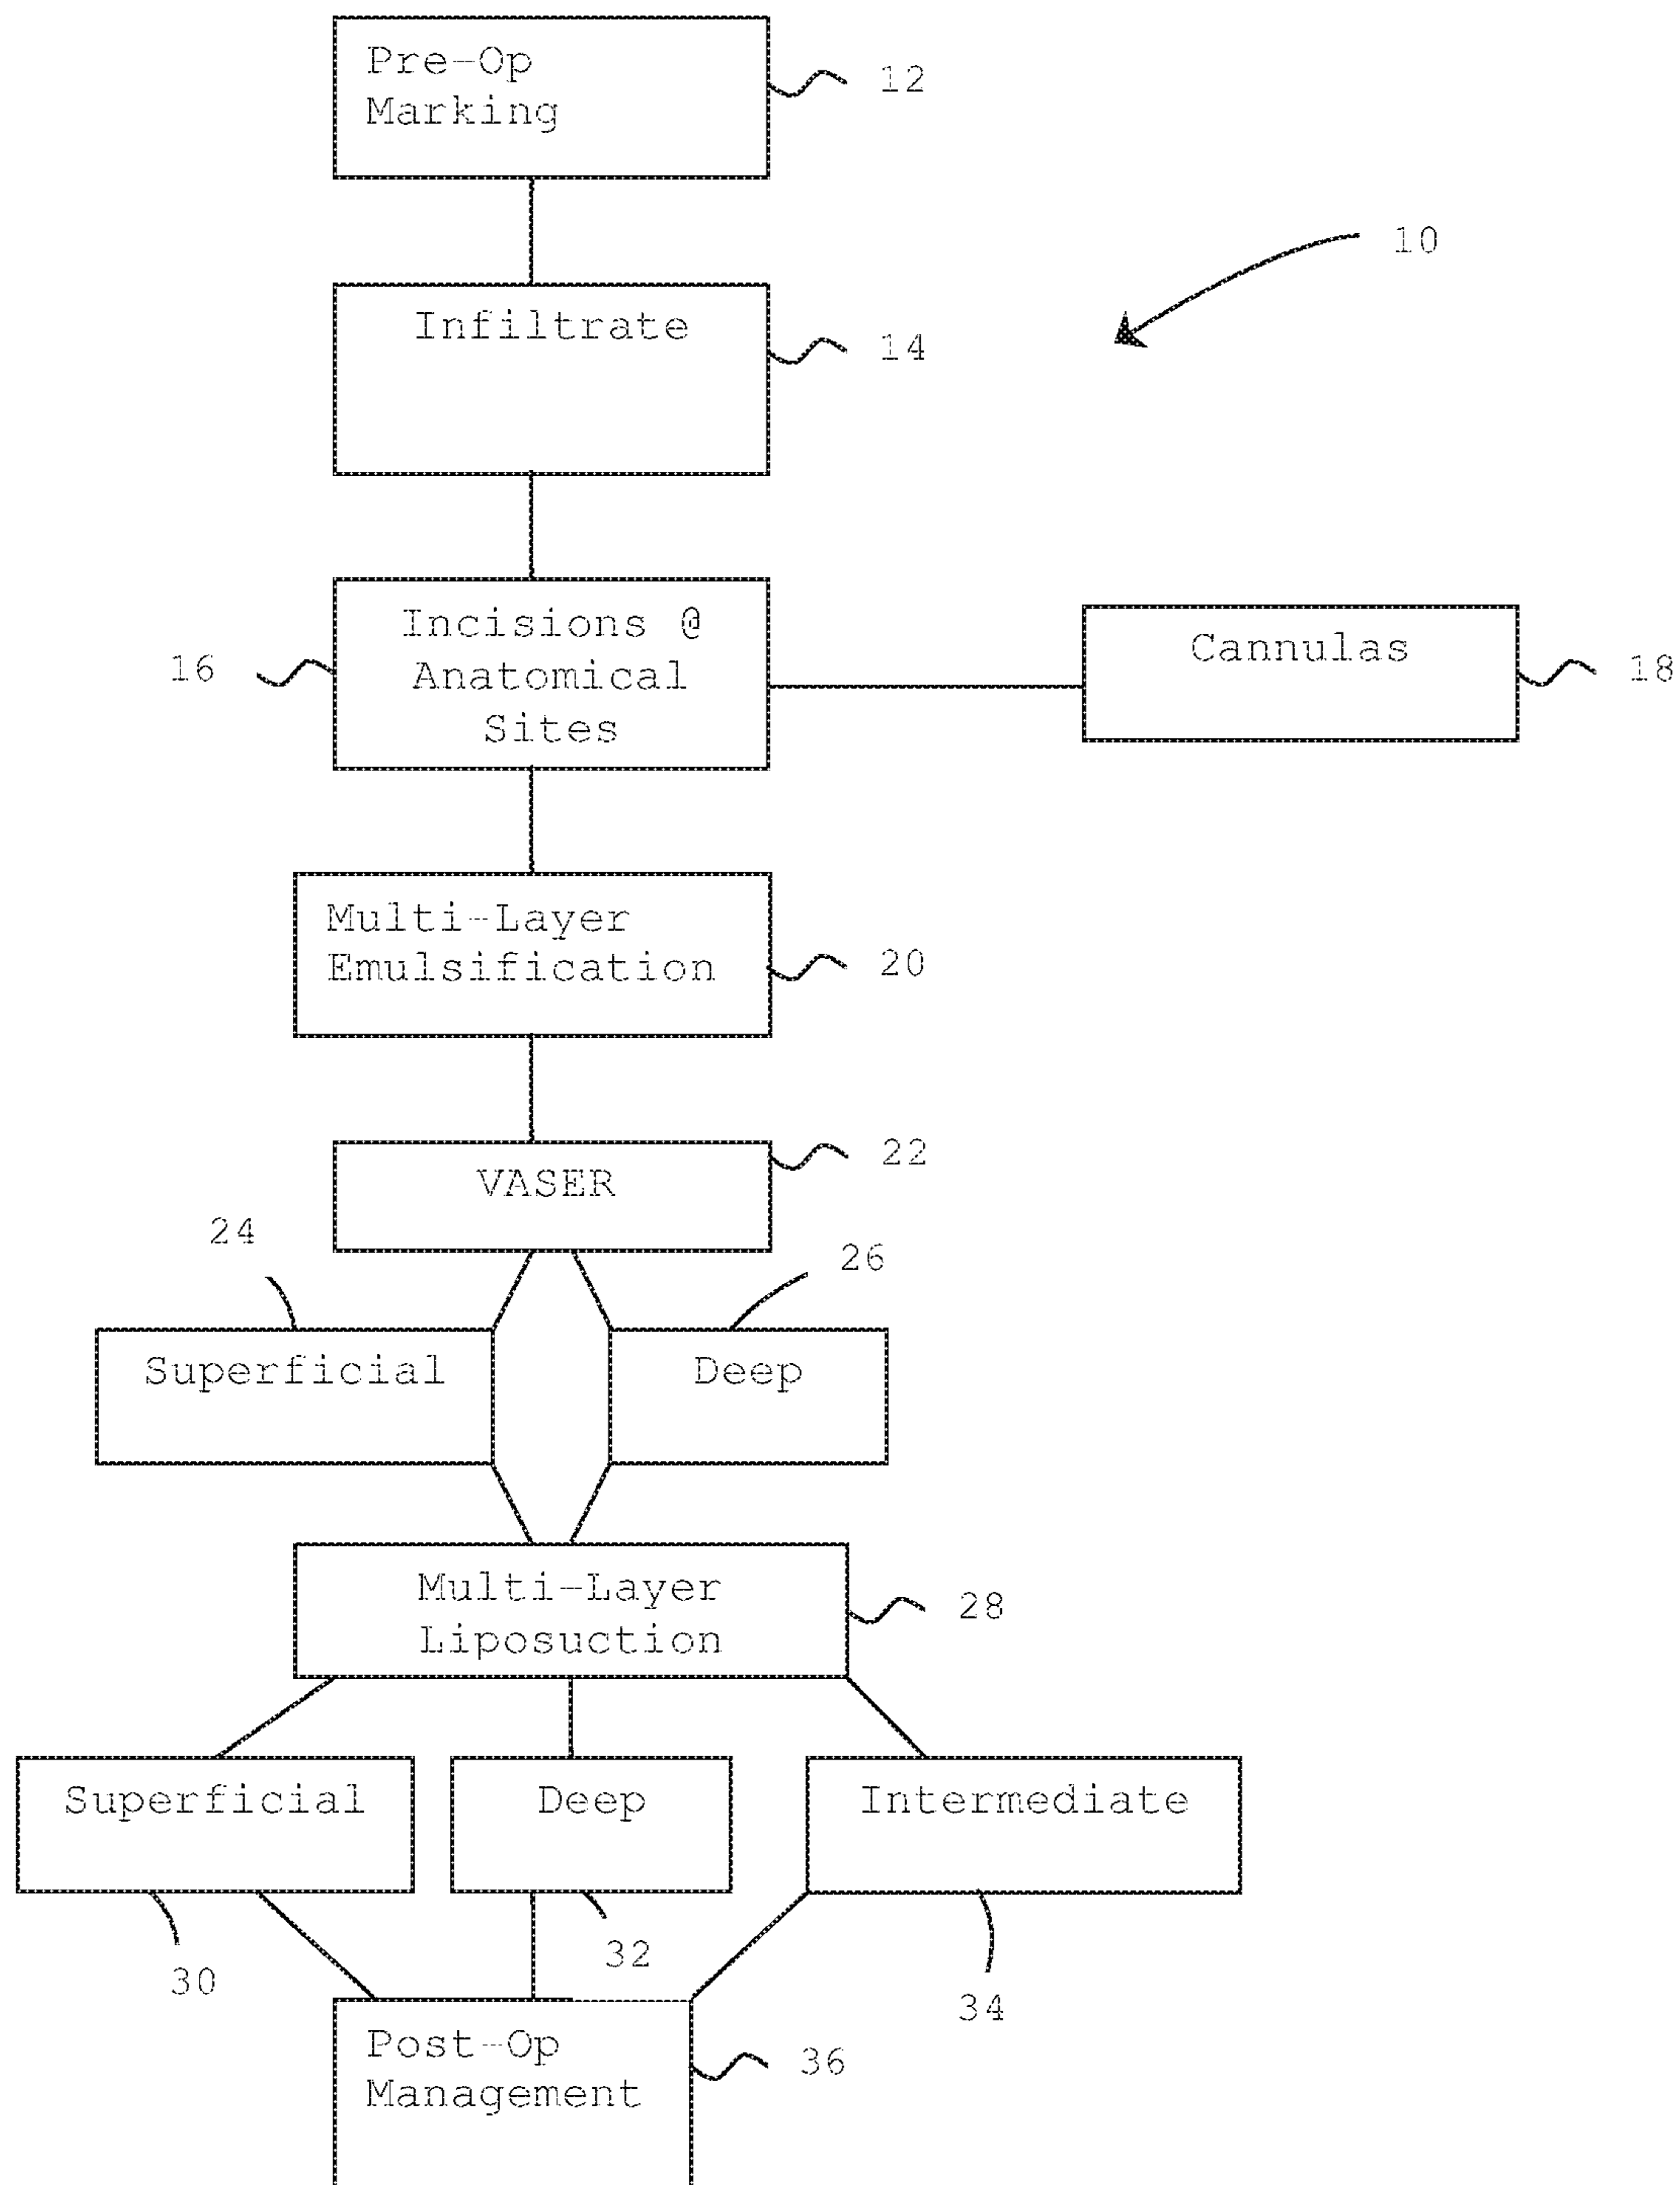 Pre-Op
Marking
12
10
Infiltrate
14
Incisions @
Anatomical
Sites
16
Cannulas
18
Multi-Layer
Emulsification
20
VASER
22
24
26
Superficial
Deep
Multi-Layer
Liposuction
28
Superficial
Deep
Intermediate
30
32
34
Post-Op
Management
36